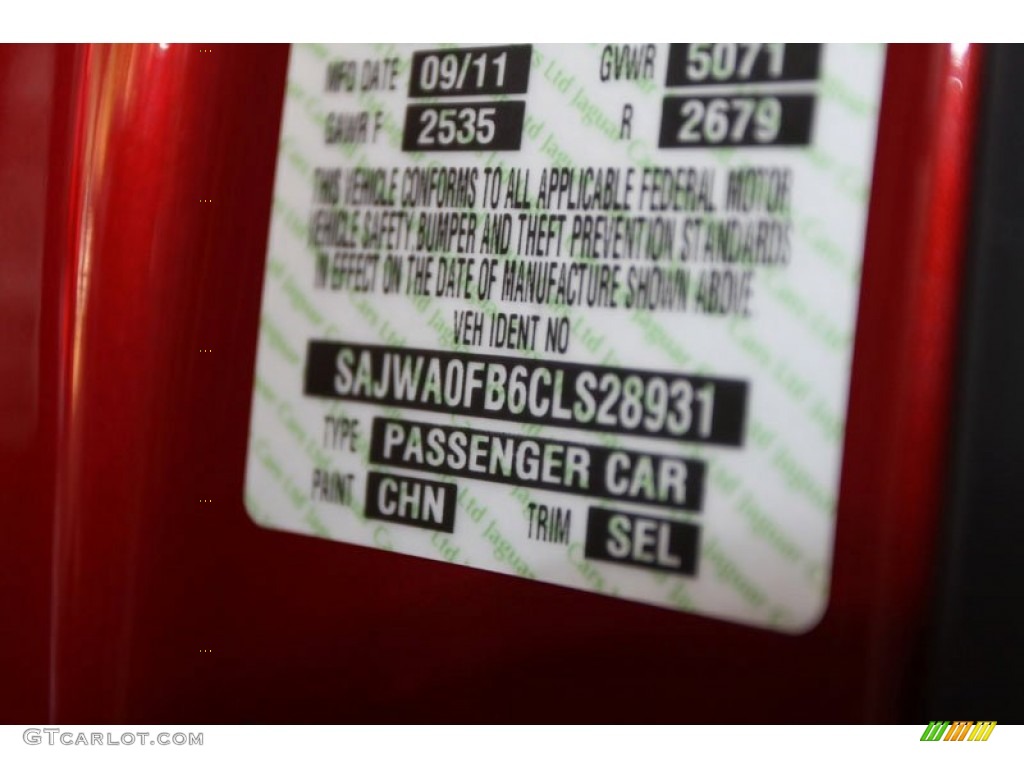 MFD DATE 09/11 GVWR 5071
GAWR F 2535 R 2679
THIS VEHICLE CONFORMS TO ALL APPLICABLE FEDERAL MOTOR
VEHICLE SAFETY BUMPER AND THEFT PREVENTION STANDARDS
IN EFFECT ON THE DATE OF MANUFACTURE SHOWN ABOVE
VEH IDENT NO
SAJWA0FB6CLS28931
TYPE PASSENGER CAR
PAINT CHN TRIM SEL
GTCARLOT.COM